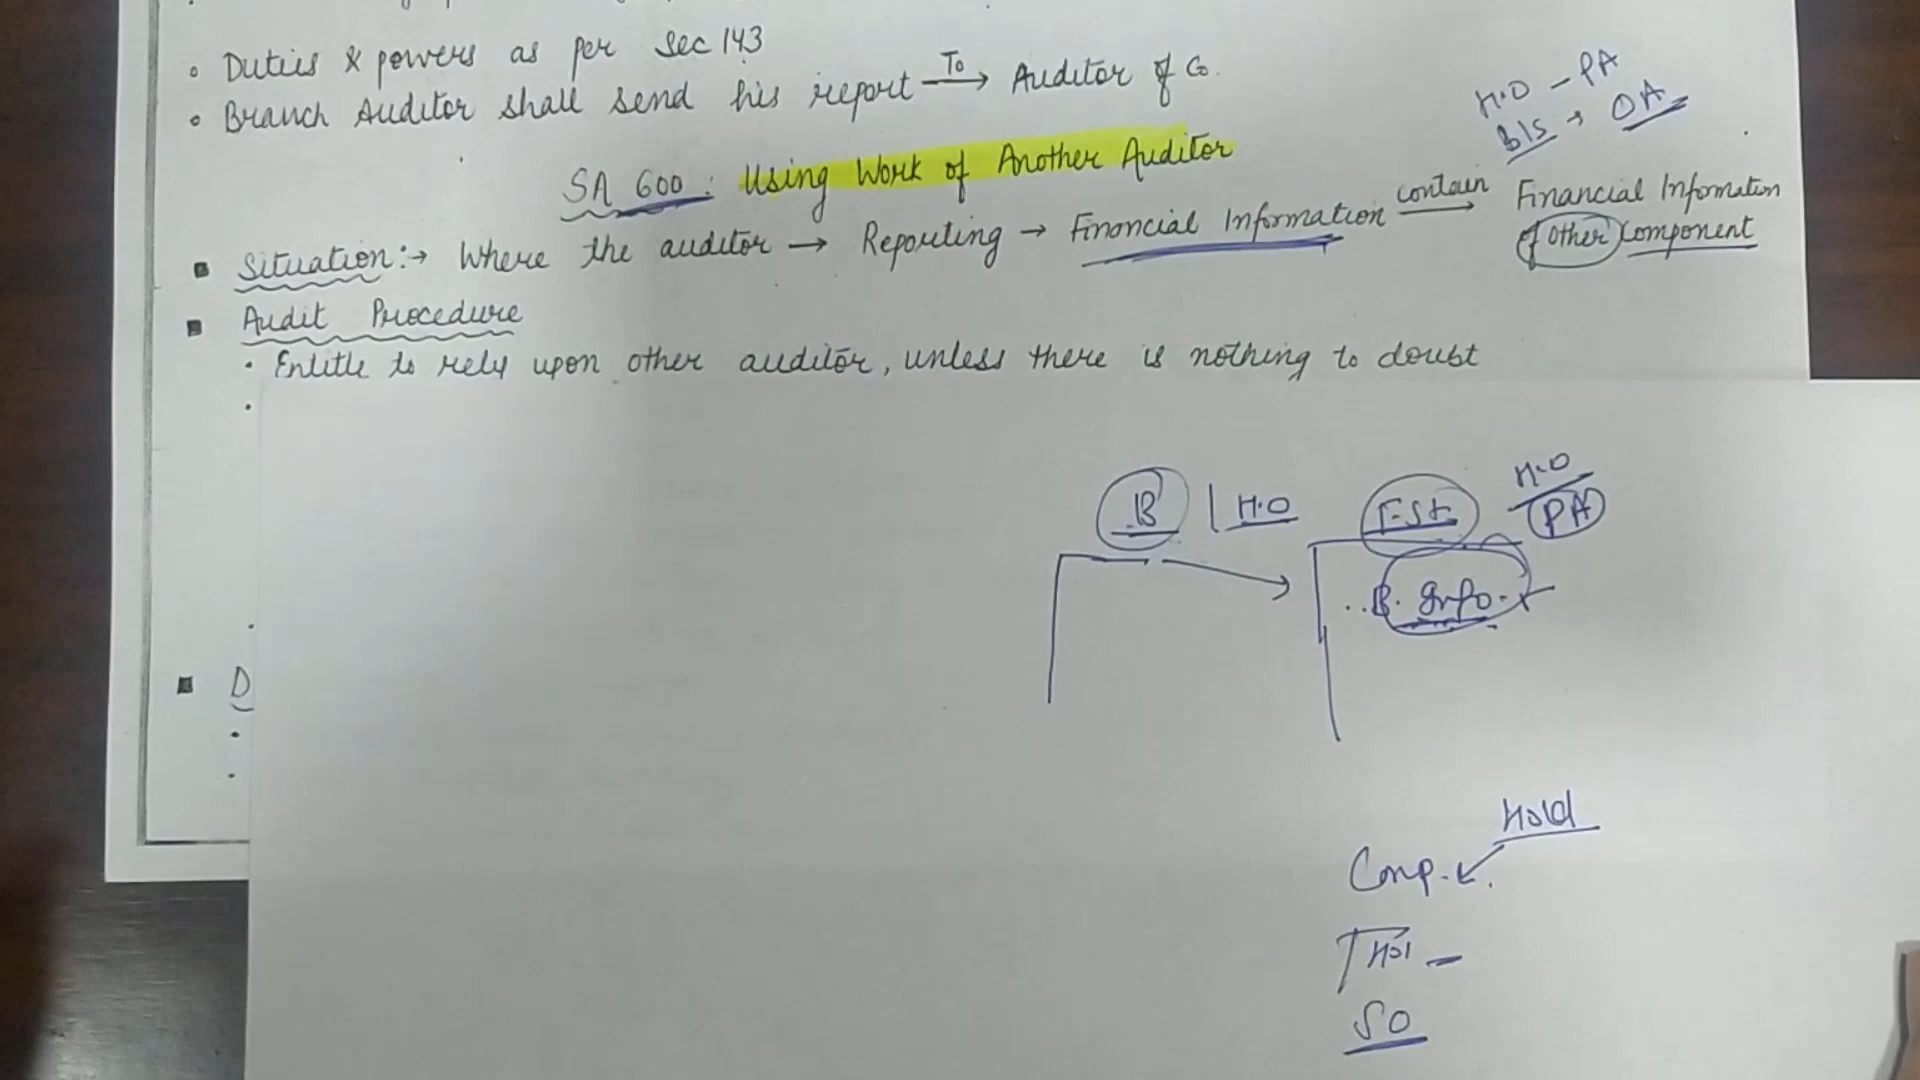 • Duties & powers as per Sec 143
• Branch Auditor shall send his report To → Auditor of Co.
H.O - PA
B/S → OA
SA 600 : Using Work of Another Auditor
■ Situation:→ Where the auditor → Reporting → Financial Information contain → Financial Information of Other Component
■ Audit Procedure
• Entitle to rely upon other auditor, unless there is nothing to doubt
B | H.O
F.St.
H.O
PA
B. Info.
■ D
Hold
Comp.
SO